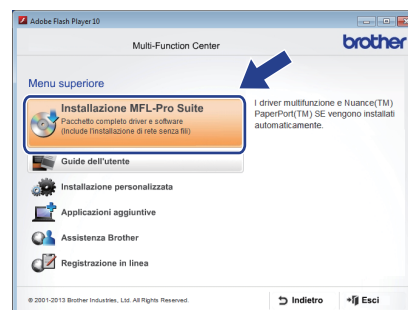 Adobe Flash Player 10
Multi-Function Center
brother
Menu superiore
Installazione MFL-Pro Suite
Pacchetto completo driver e software
(Include l'installazione di rete senza fili)
I driver multifunzione e Nuance(TM)
PaperPort(TM) SE vengono installati
automaticamente.
Guide dell'utente
Installazione personalizzata
Applicazioni aggiuntive
Assistenza Brother
Registrazione in linea
© 2001-2013 Brother Industries, Ltd. All Rights Reserved.
Indietro
Esci